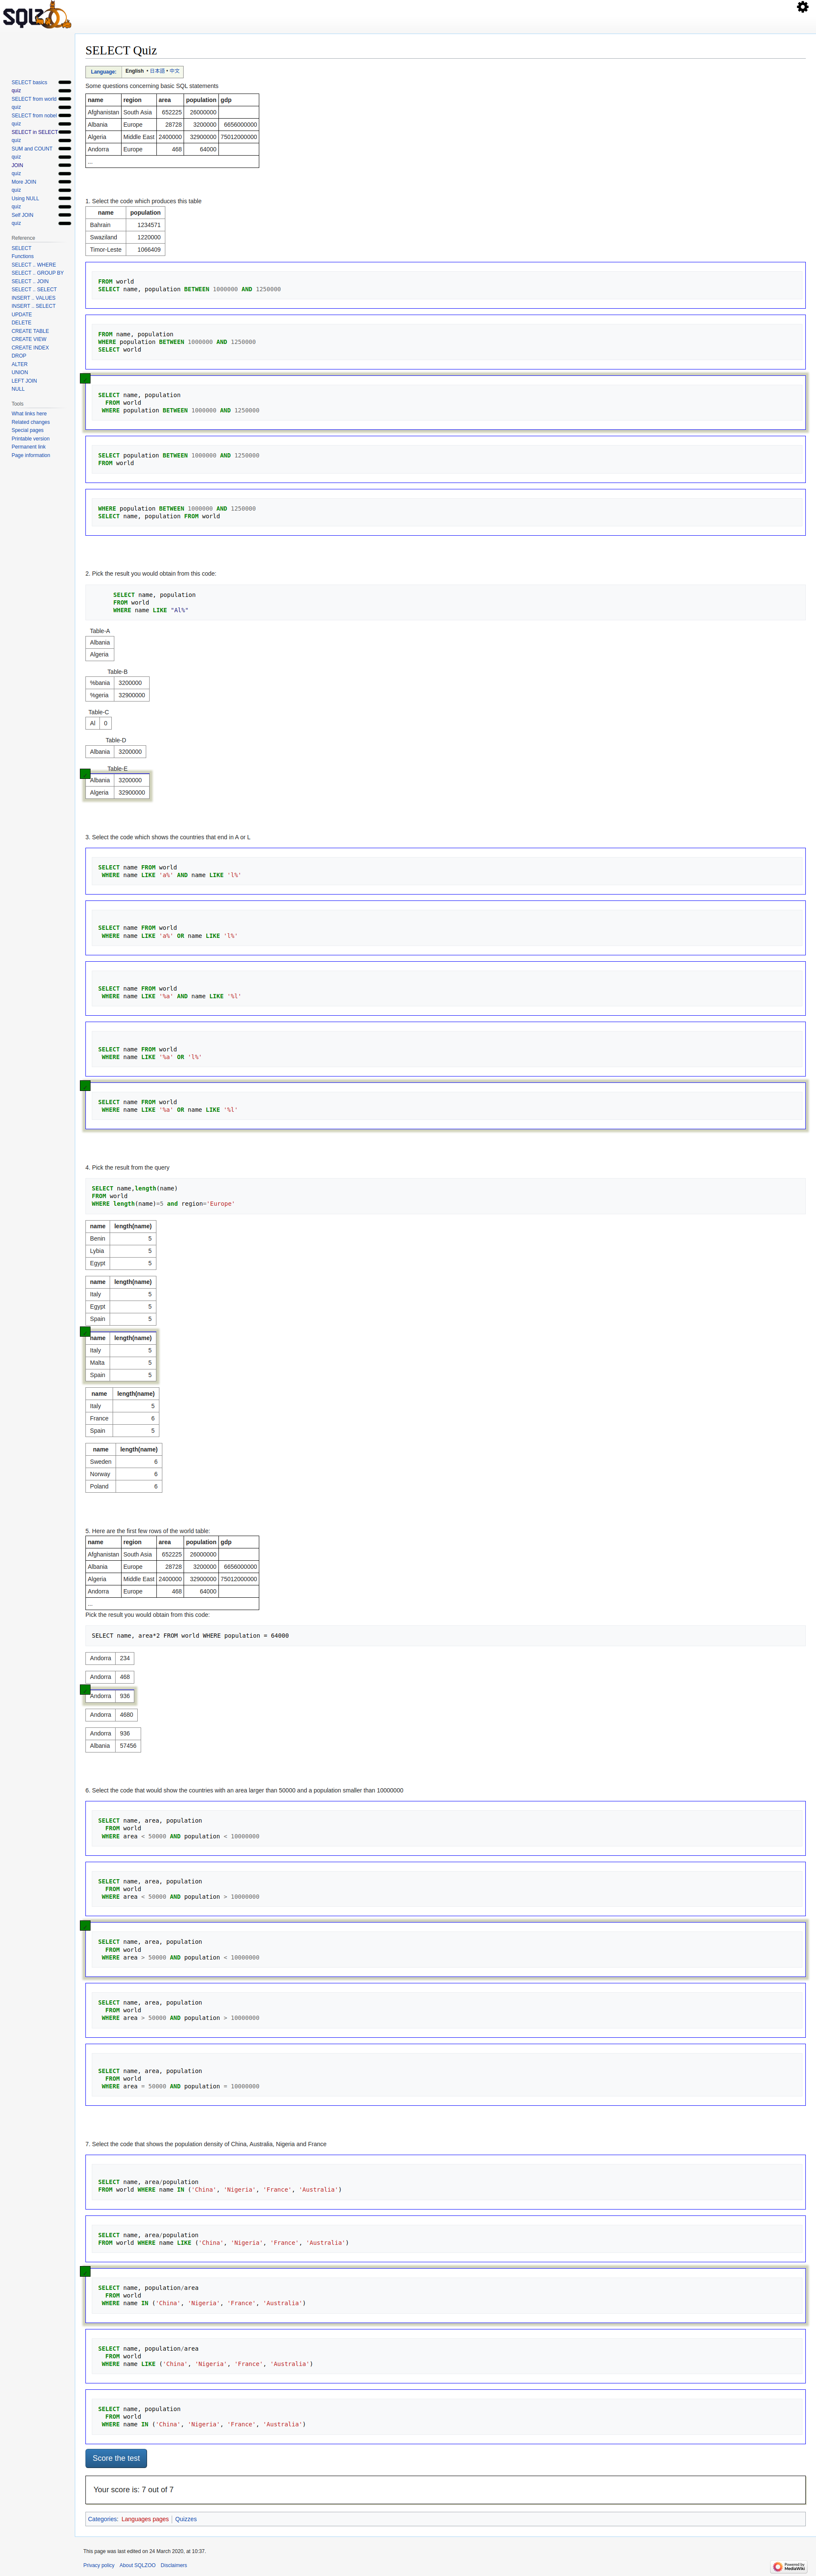 SQLZOO
SELECT basics
quiz
SELECT from world
quiz
SELECT from nobel
quiz
SELECT in SELECT
quiz
SUM and COUNT
quiz
JOIN
quiz
More JOIN
quiz
Using NULL
quiz
Self JOIN
quiz
Reference
SELECT
Functions
SELECT .. WHERE
SELECT .. GROUP BY
SELECT .. JOIN
SELECT .. SELECT
INSERT .. VALUES
INSERT .. SELECT
UPDATE
DELETE
CREATE TABLE
CREATE VIEW
CREATE INDEX
DROP
ALTER
UNION
LEFT JOIN
NULL
Tools
What links here
Related changes
Special pages
Printable version
Permanent link
Page information
SELECT Quiz
Language: English • 日本語 • 中文
Some questions concerning basic SQL statements
name region area population gdp
Afghanistan South Asia 652225 26000000
Albania Europe 28728 3200000 6656000000
Algeria Middle East 2400000 32900000 75012000000
Andorra Europe 468 64000
...
1. Select the code which produces this table
name population
Bahrain 1234571
Swaziland 1220000
Timor-Leste 1066409
FROM world
SELECT name, population BETWEEN 1000000 AND 1250000
FROM name, population
WHERE population BETWEEN 1000000 AND 1250000
SELECT world
SELECT name, population
FROM world
WHERE population BETWEEN 1000000 AND 1250000
SELECT population BETWEEN 1000000 AND 1250000
FROM world
WHERE population BETWEEN 1000000 AND 1250000
SELECT name, population FROM world
2. Pick the result you would obtain from this code:
SELECT name, population
FROM world
WHERE name LIKE "Al%"
Table-A
Albania
Algeria
Table-B
%bania 3200000
%geria 32900000
Table-C
Al 0
Table-D
Albania 3200000
Table-E
Albania 3200000
Algeria 32900000
3. Select the code which shows the countries that end in A or L
SELECT name FROM world
WHERE name LIKE 'a%' AND name LIKE 'l%'
SELECT name FROM world
WHERE name LIKE 'a%' OR name LIKE 'l%'
SELECT name FROM world
WHERE name LIKE '%a' AND name LIKE '%l'
SELECT name FROM world
WHERE name LIKE '%a' OR 'l%'
SELECT name FROM world
WHERE name LIKE '%a' OR name LIKE '%l'
4. Pick the result from the query
SELECT name,length(name)
FROM world
WHERE length(name)=5 and region='Europe'
name length(name)
Benin 5
Lybia 5
Egypt 5
name length(name)
Italy 5
Egypt 5
Spain 5
name length(name)
Italy 5
Malta 5
Spain 5
name length(name)
Italy 5
France 6
Spain 5
name length(name)
Sweden 6
Norway 6
Poland 6
5. Here are the first few rows of the world table:
name region area population gdp
Afghanistan South Asia 652225 26000000
Albania Europe 28728 3200000 6656000000
Algeria Middle East 2400000 32900000 75012000000
Andorra Europe 468 64000
...
Pick the result you would obtain from this code:
SELECT name, area*2 FROM world WHERE population = 64000
Andorra 234
Andorra 468
Andorra 936
Andorra 4680
Andorra 936
Albania 57456
6. Select the code that would show the countries with an area larger than 50000 and a population smaller than 10000000
SELECT name, area, population
FROM world
WHERE area < 50000 AND population < 10000000
SELECT name, area, population
FROM world
WHERE area < 50000 AND population > 10000000
SELECT name, area, population
FROM world
WHERE area > 50000 AND population < 10000000
SELECT name, area, population
FROM world
WHERE area > 50000 AND population > 10000000
SELECT name, area, population
FROM world
WHERE area = 50000 AND population = 10000000
7. Select the code that shows the population density of China, Australia, Nigeria and France
SELECT name, area/population
FROM world WHERE name IN ('China', 'Nigeria', 'France', 'Australia')
SELECT name, area/population
FROM world WHERE name LIKE ('China', 'Nigeria', 'France', 'Australia')
SELECT name, population/area
FROM world
WHERE name IN ('China', 'Nigeria', 'France', 'Australia')
SELECT name, population/area
FROM world
WHERE name LIKE ('China', 'Nigeria', 'France', 'Australia')
SELECT name, population
FROM world
WHERE name IN ('China', 'Nigeria', 'France', 'Australia')
Score the test
Your score is: 7 out of 7
Categories: Languages pages | Quizzes
This page was last edited on 24 March 2020, at 10:37.
Privacy policy About SQLZOO Disclaimers
Powered by
MediaWiki